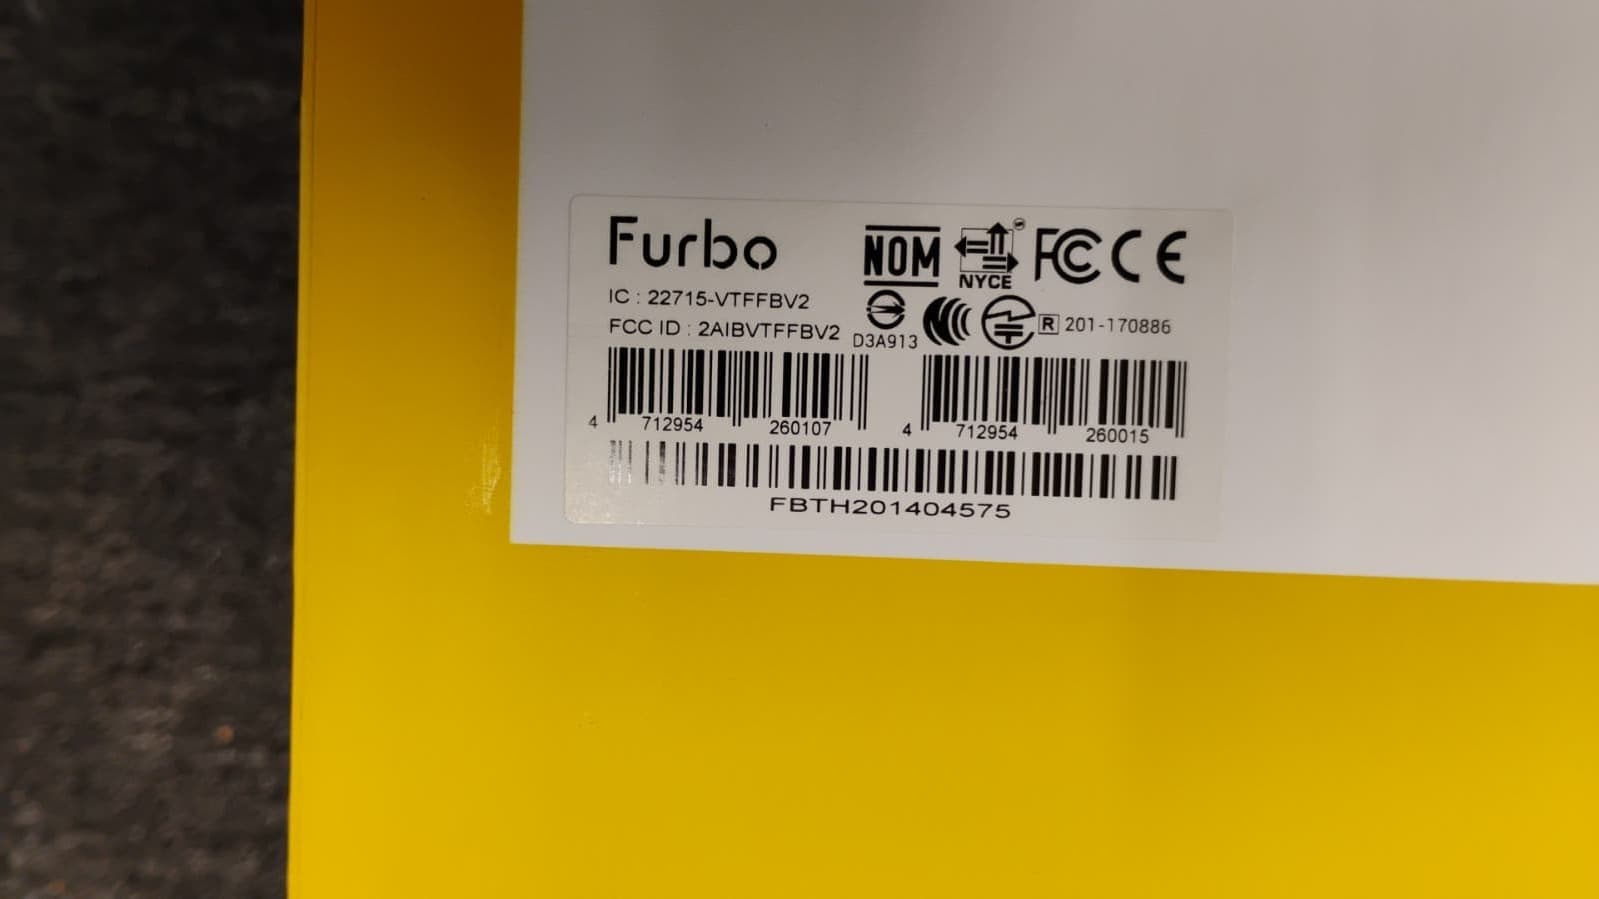 Furbo
NOM NYCE FC CE
IC : 22715-VTFFBV2
FCC ID : 2AIBVTFFBV2
D3A913
R 201-170886
4 712954 260107
4 712954 260015
FBTH201404575